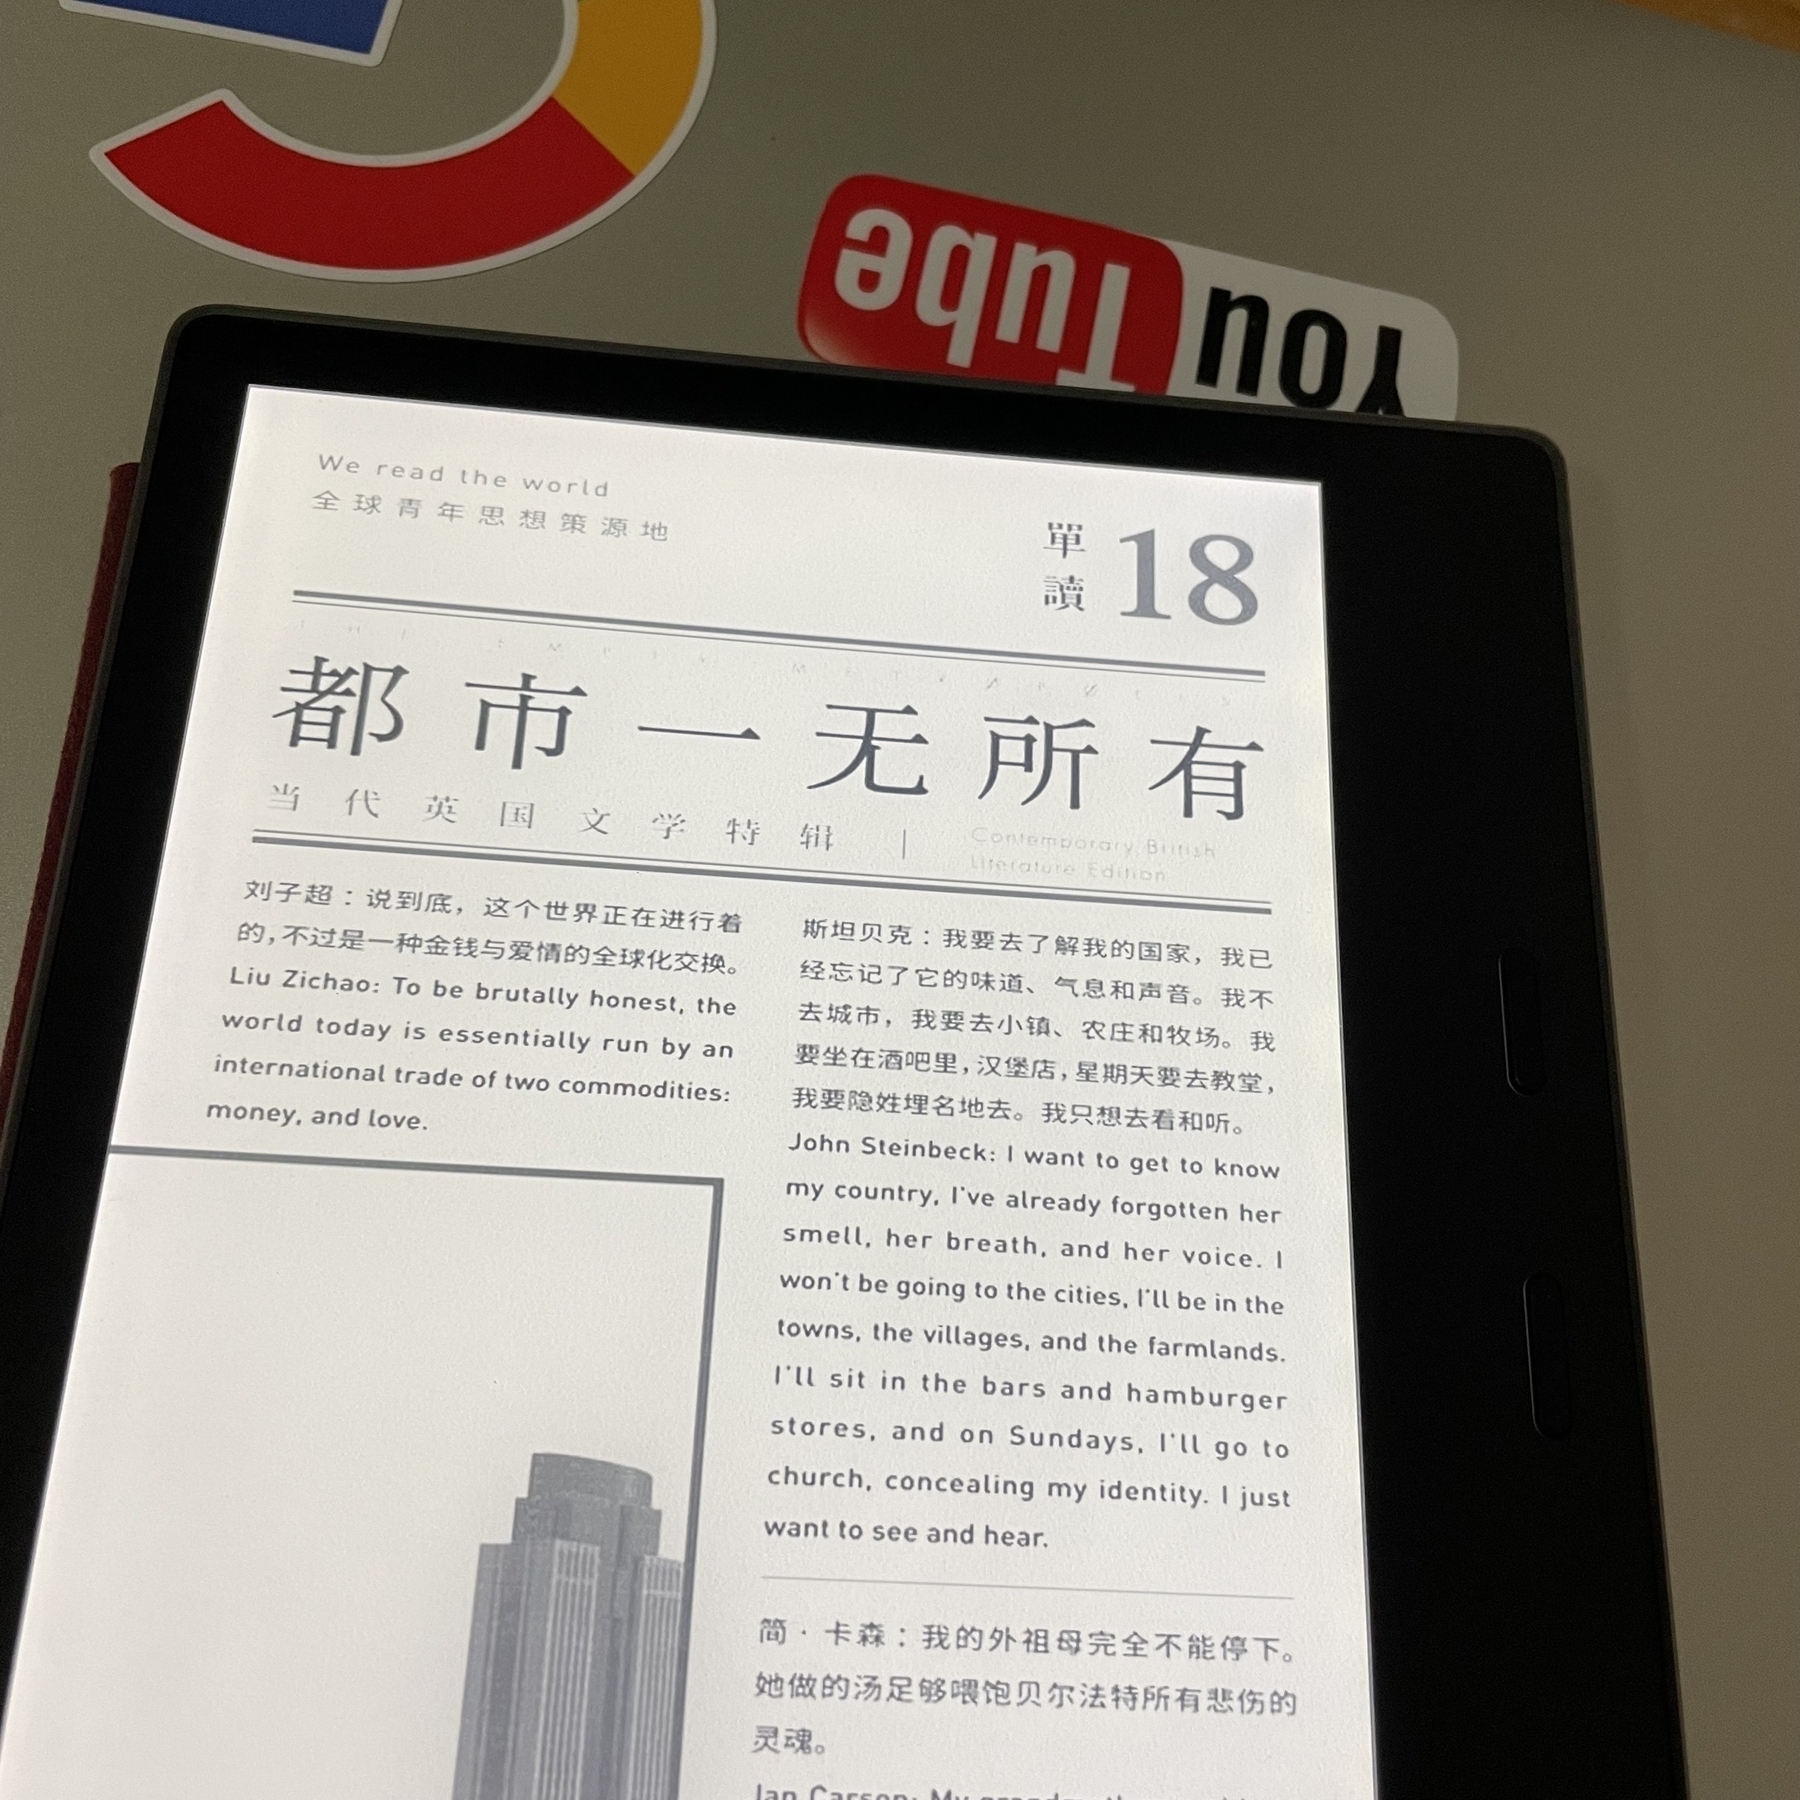 You Tube
We read the world
全球青年思想策源地
單讀 18
都市一无所有
当代英国文学特辑 |
Contemporary British
Literature Edition
刘子超：说到底，这个世界正在进行着
的，不过是一种金钱与爱情的全球化交换。
Liu Zichao: To be brutally honest, the
world today is essentially run by an
international trade of two commodities:
money, and love.
斯坦贝克：我要去了解我的国家，我已
经忘记了它的味道、气息和声音。我不
去城市，我要去小镇、农庄和牧场。我
要坐在酒吧里，汉堡店，星期天要去教堂，
我要隐姓埋名地去。我只想去看和听。
John Steinbeck: I want to get to know
my country, I've already forgotten her
smell, her breath, and her voice. I
won't be going to the cities, I'll be in the
towns, the villages, and the farmlands.
I'll sit in the bars and hamburger
stores, and on Sundays, I'll go to
church, concealing my identity. I just
want to see and hear.
简·卡森：我的外祖母完全不能停下。
她做的汤足够喂饱贝尔法特所有悲伤的
灵魂。
Jan Carson: My